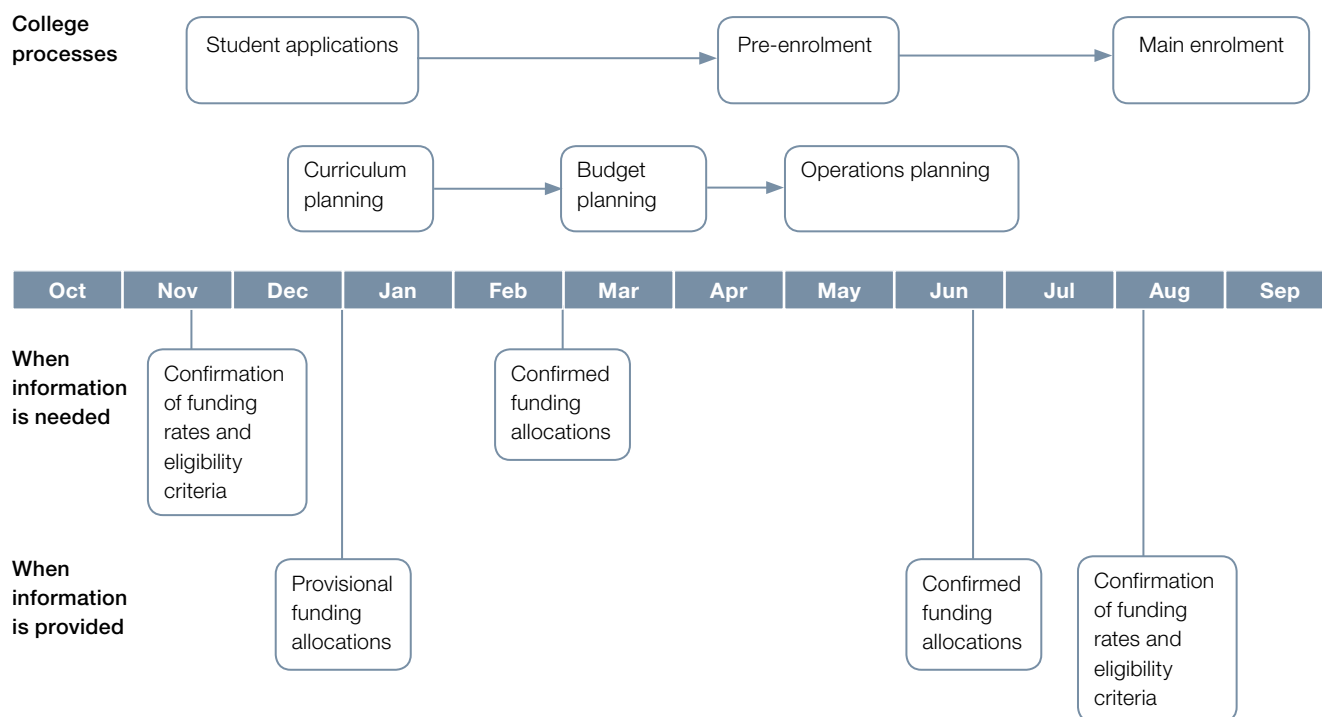 College
processes
Student applications
Pre-enrolment
Main enrolment
Curriculum
planning
Budget
planning
Operations planning
Oct Nov Dec Jan Feb Mar Apr May Jun Jul Aug Sep
When
information
is needed
Confirmation
of funding
rates and
eligibility
criteria
Confirmed
funding
allocations
When
information
is provided
Provisional
funding
allocations
Confirmed
funding
allocations
Confirmation
of funding
rates and
eligibility
criteria